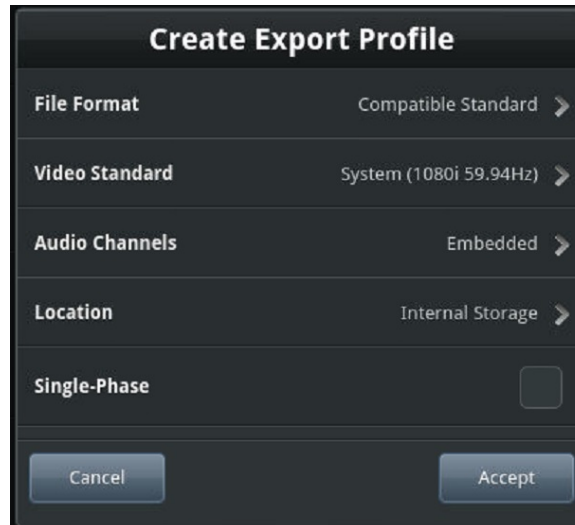 Create Export Profile
File Format Compatible Standard
Video Standard System (1080i 59.94Hz)
Audio Channels Embedded
Location Internal Storage
Single-Phase
Cancel Accept